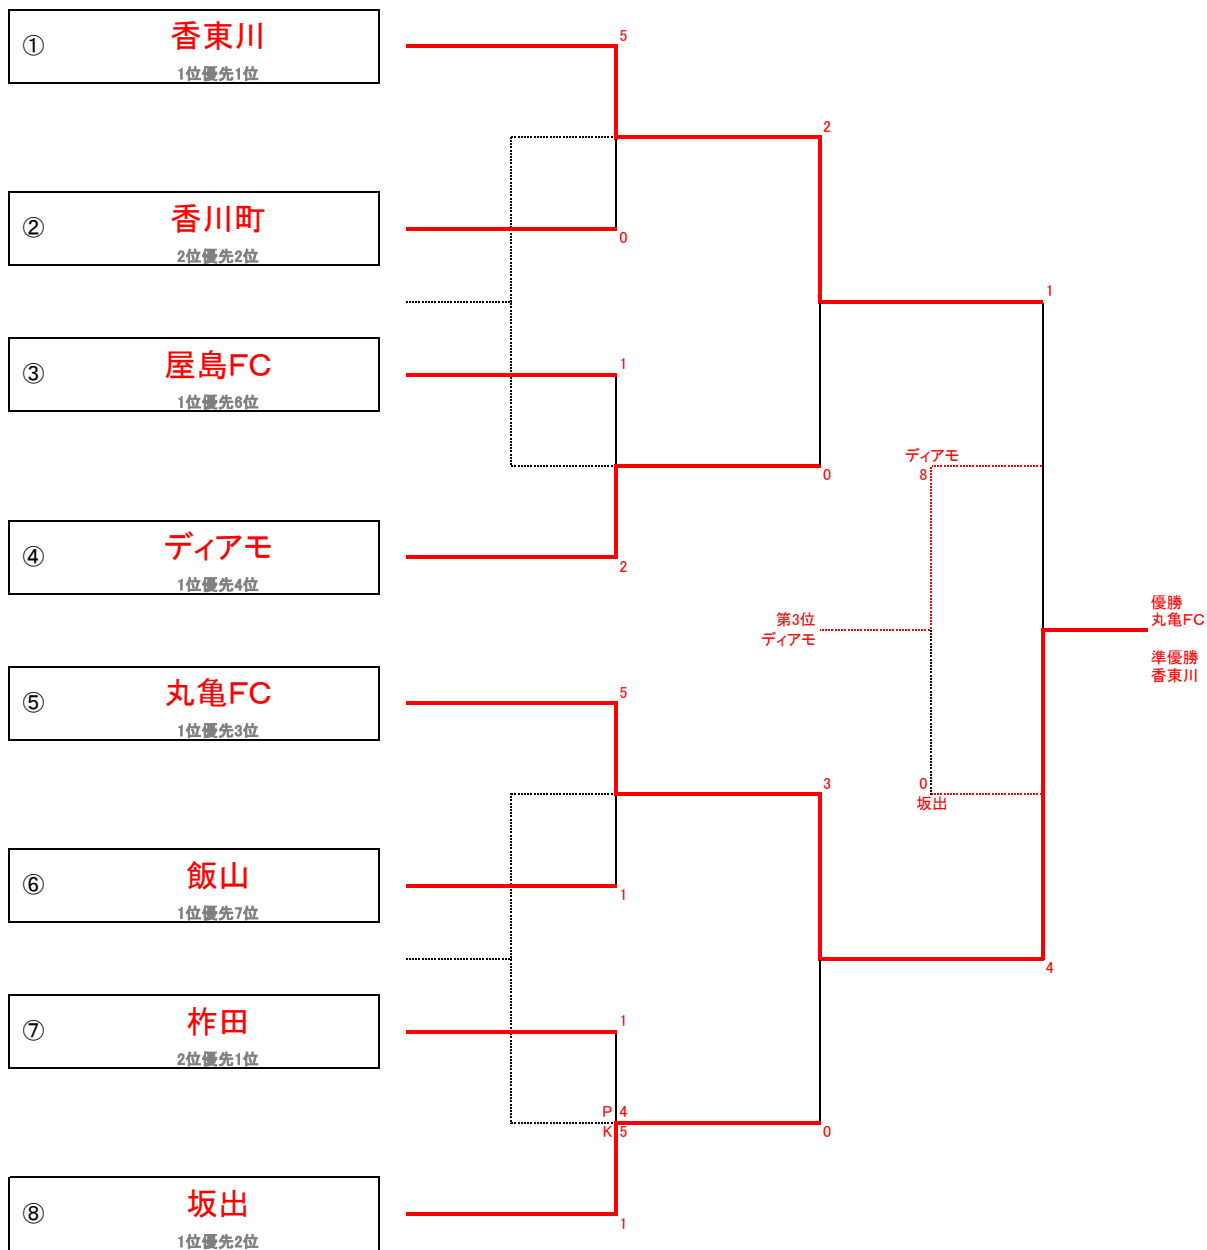 ① 香東川
1位優先1位
5
2
② 香川町
2位優先2位
0
1
③ 屋島FC
1位優先6位
1
0
ディアモ
8
④ ディアモ
1位優先4位
2
第3位
ディアモ
優勝
丸亀FC
準優勝
香東川
⑤ 丸亀FC
1位優先3位
5
3
0
坂出
⑥ 飯山
1位優先7位
1
4
⑦ 柞田
2位優先1位
1
P 4
K 5
0
⑧ 坂出
1位優先2位
1